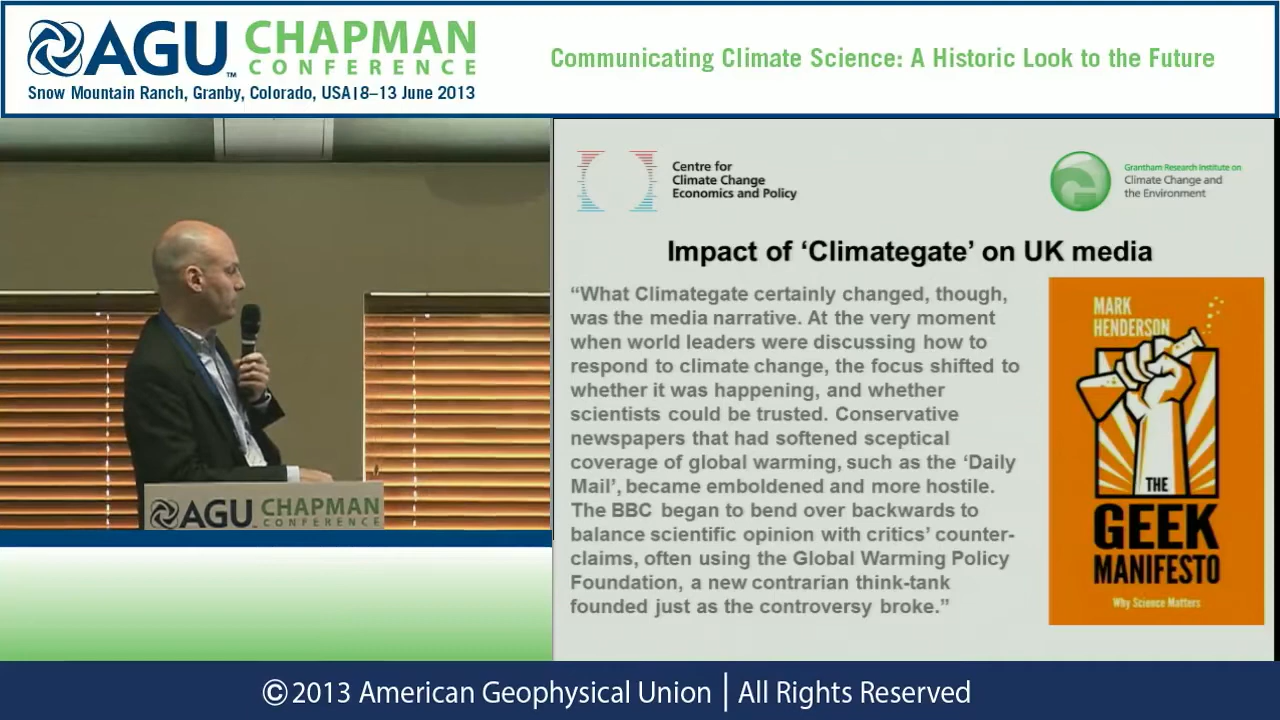 AGU CHAPMAN
CONFERENCE
Snow Mountain Ranch, Granby, Colorado, USA|8–13 June 2013
Communicating Climate Science: A Historic Look to the Future
Centre for
Climate Change
Economics and Policy
Grantham Research Institute on
Climate Change and
the Environment
Impact of ‘Climategate’ on UK media
“What Climategate certainly changed, though,
was the media narrative. At the very moment
when world leaders were discussing how to
respond to climate change, the focus shifted to
whether it was happening, and whether
scientists could be trusted. Conservative
newspapers that had softened sceptical
coverage of global warming, such as the ‘Daily
Mail’, became emboldened and more hostile.
The BBC began to bend over backwards to
balance scientific opinion with critics’ counter-
claims, often using the Global Warming Policy
Foundation, a new contrarian think-tank
founded just as the controversy broke.”
MARK
HENDERSON
THE
GEEK
MANIFESTO
Why Science Matters
AGU CHAPMAN
CONFERENCE
©2013 American Geophysical Union | All Rights Reserved